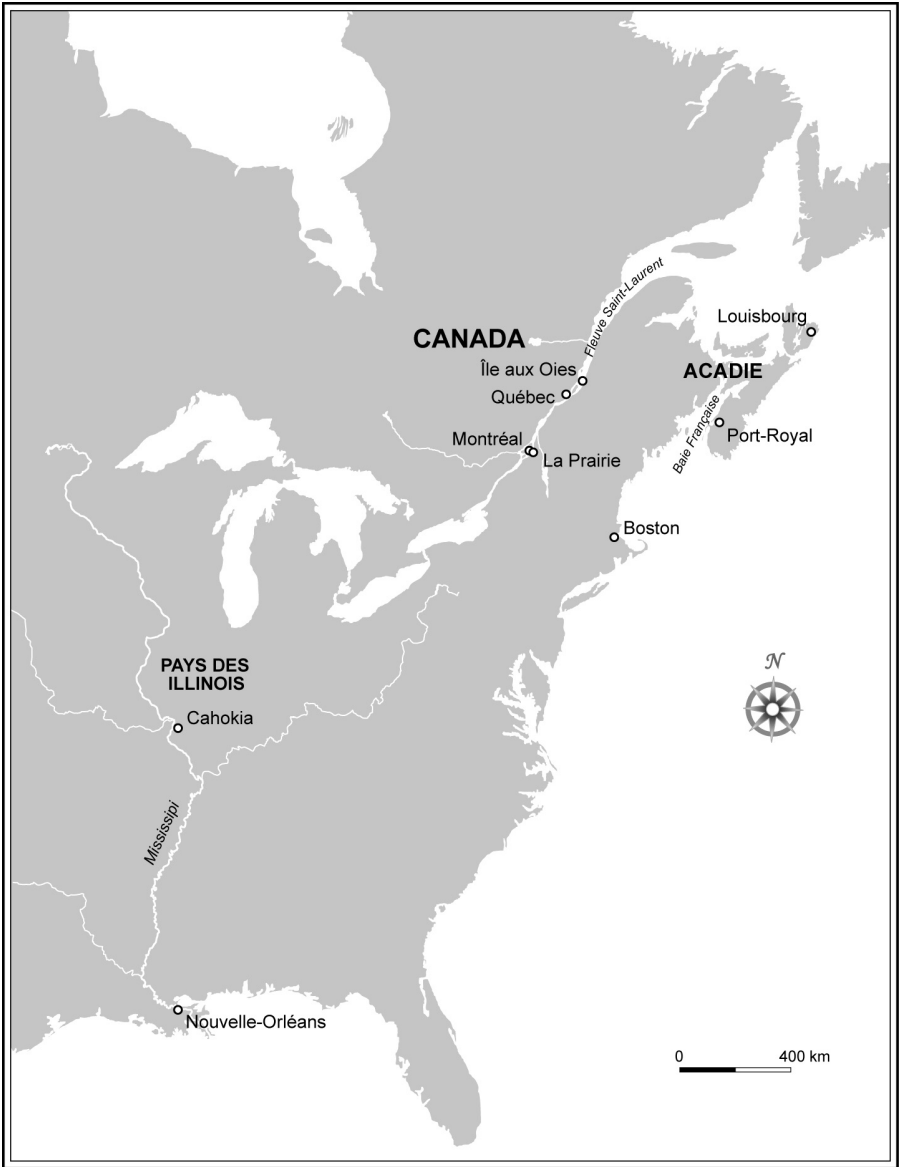 Louisbourg
Fleuve Saint-Laurent
CANADA
Île aux Oies
ACADIE
Québec
Baie Française
Port-Royal
Montréal
La Prairie
Boston
N
PAYS DES
ILLINOIS
Cahokia
Mississipi
Nouvelle-Orléans
0 400 km